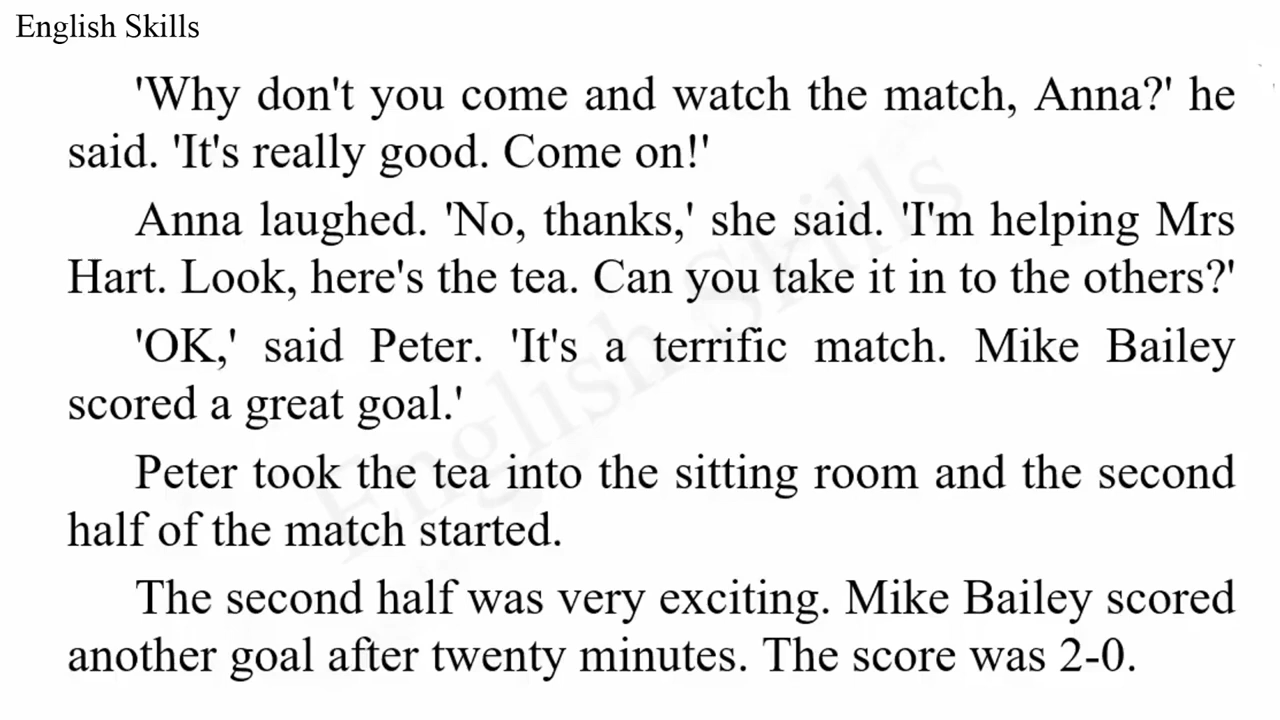 English Skills
'Why don't you come and watch the match, Anna?' he
said. 'It's really good. Come on!'
Anna laughed. 'No, thanks,' she said. 'I'm helping Mrs
Hart. Look, here's the tea. Can you take it in to the others?'
'OK,' said Peter. 'It's a terrific match. Mike Bailey
scored a great goal.'
Peter took the tea into the sitting room and the second
half of the match started.
The second half was very exciting. Mike Bailey scored
another goal after twenty minutes. The score was 2-0.
English Skills